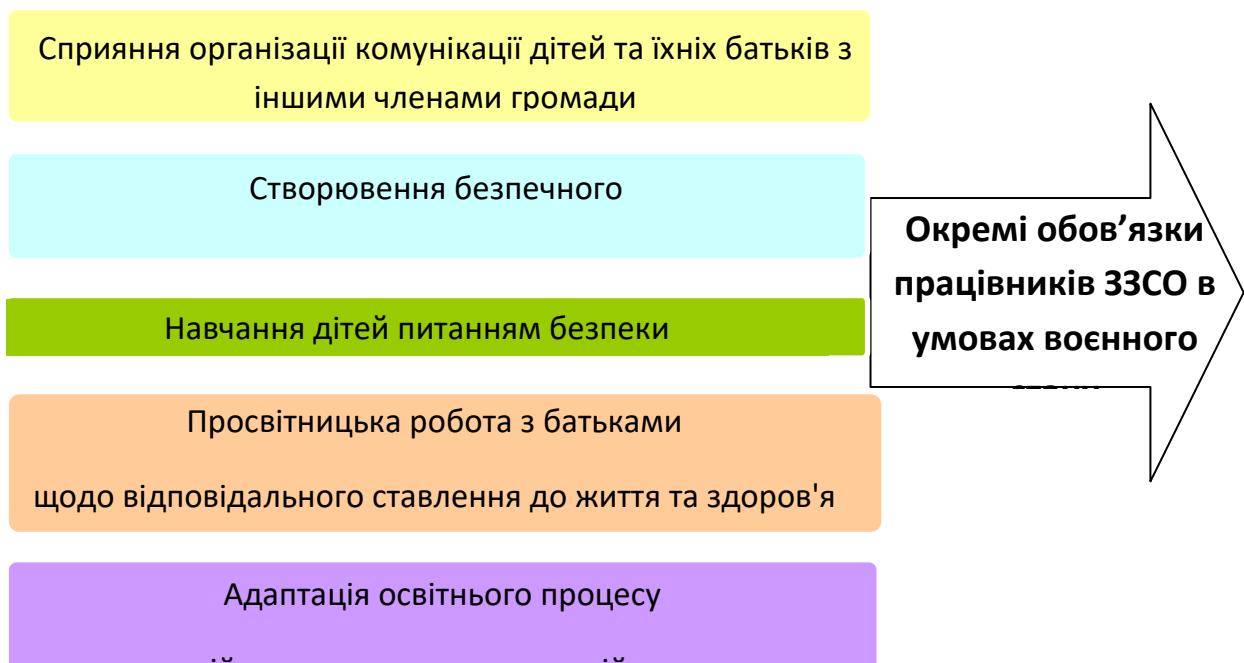 Сприяння організації комунікації дітей та їхніх батьків з
іншими членами громади
Створювення безпечного
Навчання дітей питанням безпеки
Просвітницька робота з батьками
щодо відповідального ставлення до життя та здоров'я
Адаптація освітнього процесу
Окремі обов’язки
працівників ЗЗСО в
умовах воєнного